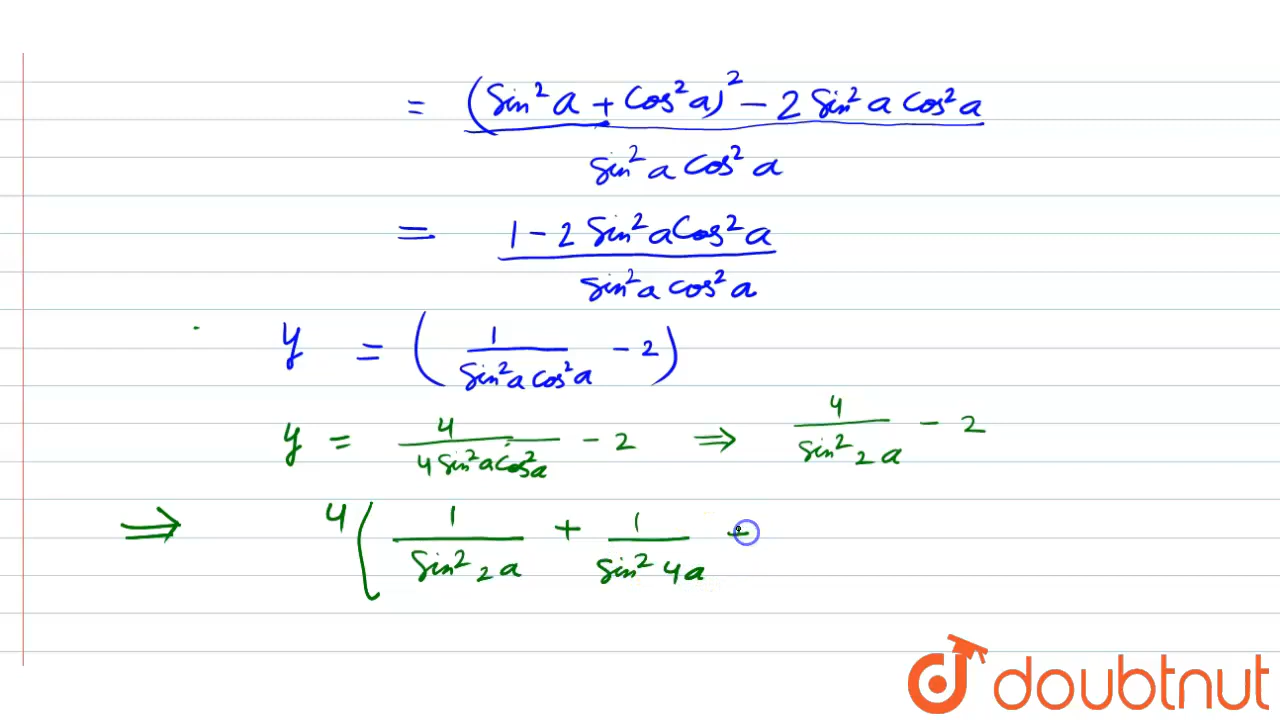 = (Sin²a + Cos²a)² - 2 Sin²a Cos²a
Sin²a Cos²a
= 1 - 2 Sin²a Cos²a
Sin²a Cos²a
y = ( 1 / Sin²a Cos²a - 2 )
y = 4 / 4 Sin²a Cos²a - 2 ⇒ 4 / Sin² 2a - 2
⇒ 4 ( 1 / Sin² 2a + 1 / Sin² 4a +
doubtnut